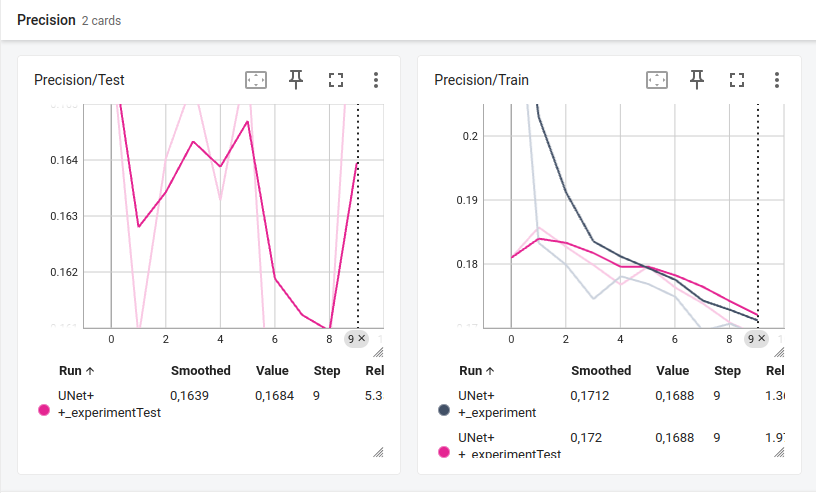 Precision 2 cards
Precision/Test
0.164
0.163
0.162
0 2 4 6 8 9 ×
Run ↑ Smoothed Value Step Rel
UNet+
+_experimentTest 0,1639 0,1684 9 5.3
Precision/Train
0.2
0.19
0.18
0.17
0 2 4 6 8 9 ×
Run ↑ Smoothed Value Step Rel
UNet+
+_experiment 0,1712 0,1688 9 1.3
UNet+
+_experimentTest 0,172 0,1688 9 1.9